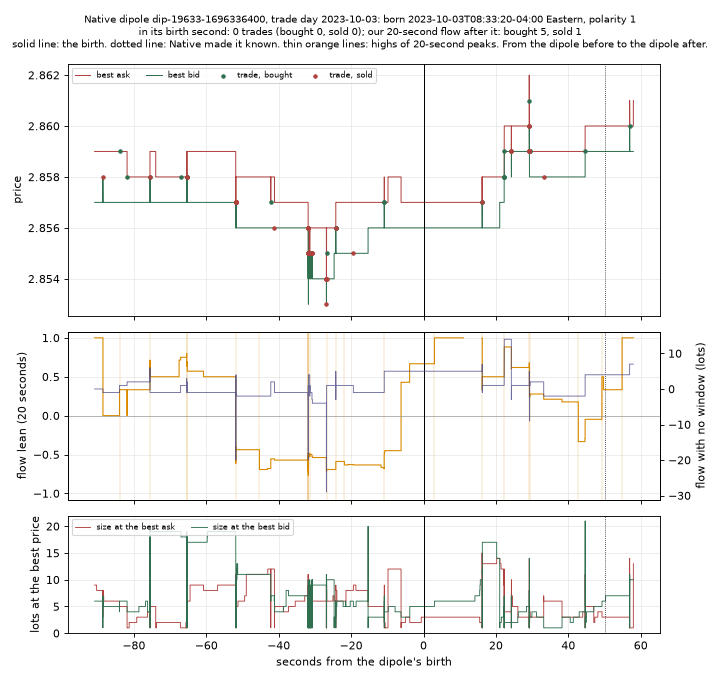 Native dipole dip-19633-1696336400, trade day 2023-10-03: born 2023-10-03T08:33:20-04:00 Eastern, polarity 1
in its birth second: 0 trades (bought 0, sold 0); our 20-second flow after it: bought 5, sold 1
solid line: the birth. dotted line: Native made it known. thin orange lines: highs of 20-second peaks. From the dipole before to the dipole after.
best ask
best bid
trade, bought
trade, sold
2.862
2.860
2.858
2.856
2.854
price
1.0
0.5
0.0
−0.5
−1.0
flow lean (20 seconds)
10
0
−10
−20
−30
flow with no window (lots)
size at the best ask
size at the best bid
20
15
10
5
0
lots at the best price
−80
−60
−40
−20
0
20
40
60
seconds from the dipole's birth